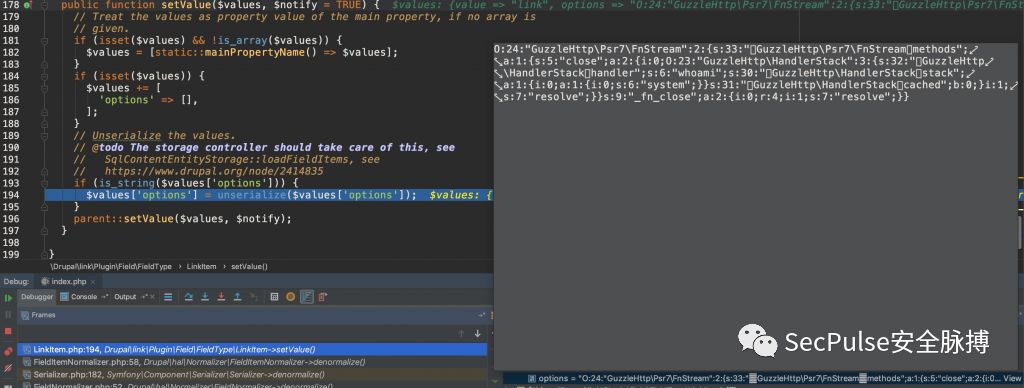 178 public function setValue($values, $notify = TRUE) { $values: {value => "link", options => "O:24:"GuzzleHttp\Psr7\FnStream":2:{s:33:"GuzzleHttp\Psr7\FnS
179 // Treat the values as property value of the main property, if no array is
180 // given.
181 if (isset($values) && !is_array($values)) {
182 $values = [static::mainPropertyName() => $values];
183 }
184 if (isset($values)) {
185 $values += [
186 'options' => [],
187 ];
188 }
189 // Unserialize the values.
190 // @todo The storage controller should take care of this, see
191 // SqlContentEntityStorage::loadFieldItems, see
192 // https://www.drupal.org/node/2414835
193 if (is_string($values['options'])) {
194 $values['options'] = unserialize($values['options']); $values: {
195 }
196 parent::setValue($values, $notify);
197 }
198
199 }
O:24:"GuzzleHttp\Psr7\FnStream":2:{s:33:"GuzzleHttp\Psr7\FnStreammethods";
a:1:{s:5:"close";a:2:{i:0;O:23:"GuzzleHttp
\HandlerStack":3:{s:32:"GuzzleHttp\HandlerStackhandler";s:6:"whoami";s:30:"GuzzleHttp\HandlerStackstack";
a:1:{i:0;a:1:{i:0;s:6:"system";}}s:31:"GuzzleHttp\HandlerStackcached";b:0;}i:1;
s:7:"resolve";}}s:9:"_fn_close";a:2:{i:0;r:4;i:1;s:7:"resolve";}}
\Drupal\link\Plugin\Field\FieldType › LinkItem › setValue()
Debug: index.php ×
Debugger Console Output
Frames
LinkItem.php:194, Drupal\link\Plugin\Field\FieldType\LinkItem->setValue()
FieldItemNormalizer.php:58, Drupal\hal\Normalizer\FieldItemNormalizer->denormalize()
Serializer.php:182, Symfony\Component\Serializer\Serializer->denormalize()
FieldNormalizer.php:52, Drupal\hal\Normalizer\FieldNormalizer->denormalize()
options = "O:24:"GuzzleHttp\Psr7\FnStream":2:{s:33:"GuzzleHttp\Psr7\FnStreammethods";a:1:{s:5:"close";a:2:{i:0... View
SecPulse安全脉搏